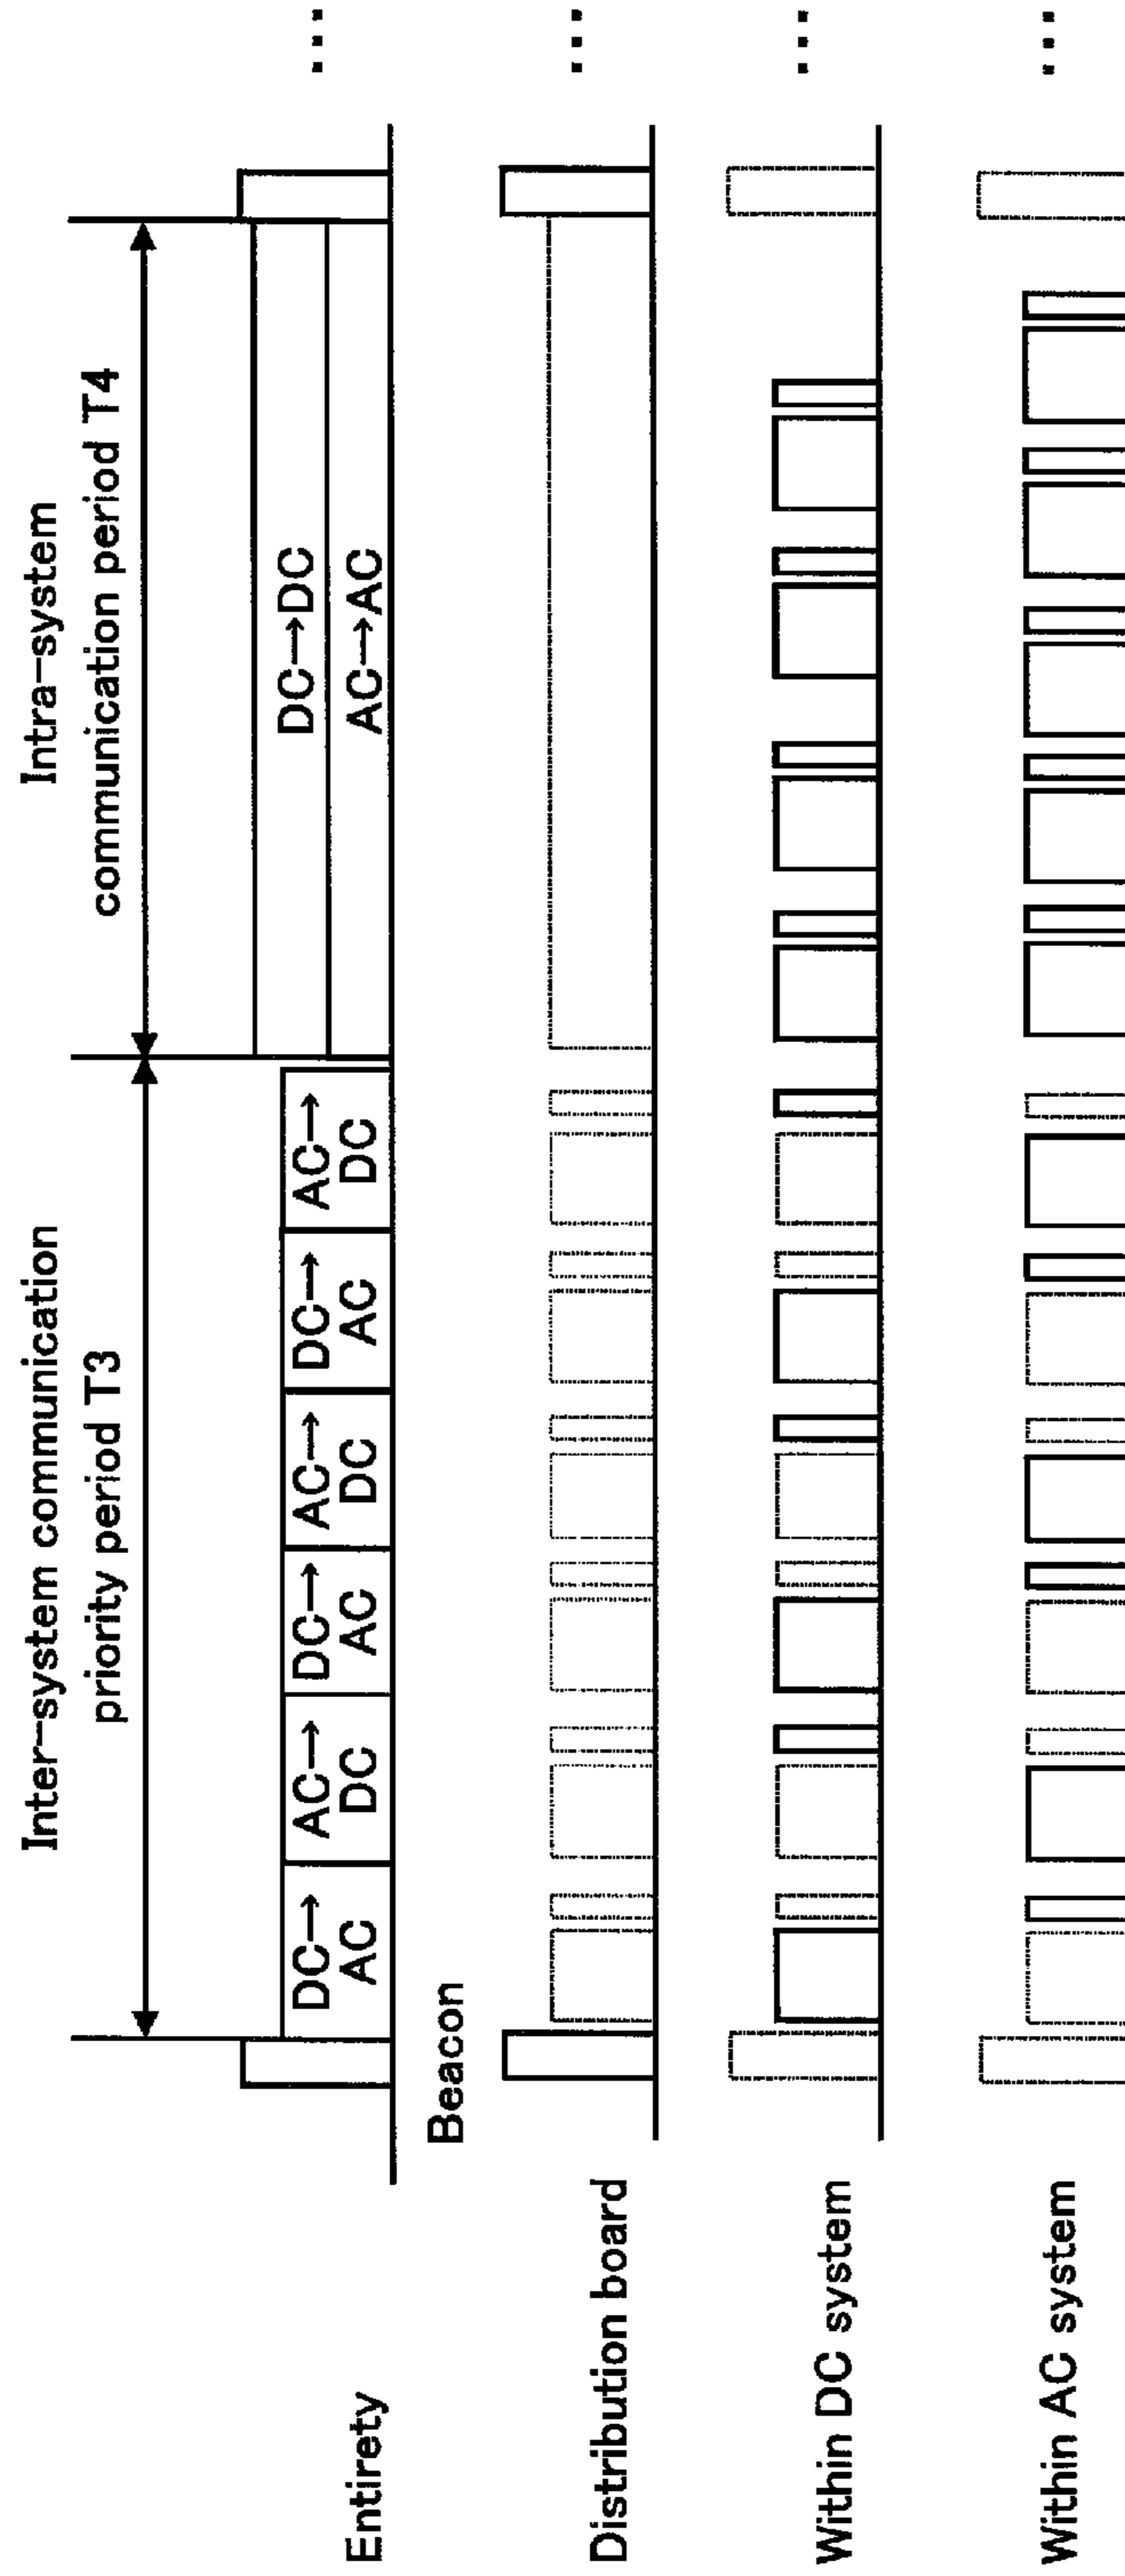 Inter-system communication
priority period T3
Intra-system
communication period T4
Entirety
DC→
AC
AC→
DC
DC→
AC
AC→
DC
DC→
AC
AC→
DC
DC→DC
AC→AC
Beacon
Distribution board
Within DC system
Within AC system